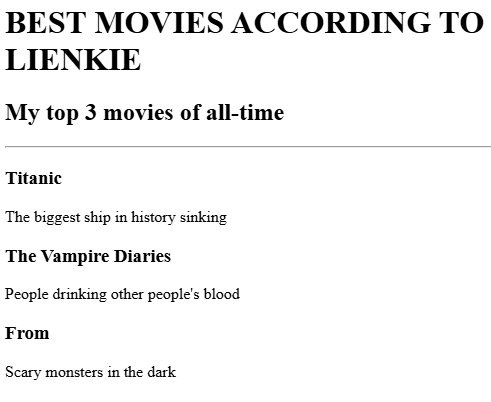 BEST MOVIES ACCORDING TO
LIENKIE
My top 3 movies of all-time
Titanic
The biggest ship in history sinking
The Vampire Diaries
People drinking other people's blood
From
Scary monsters in the dark